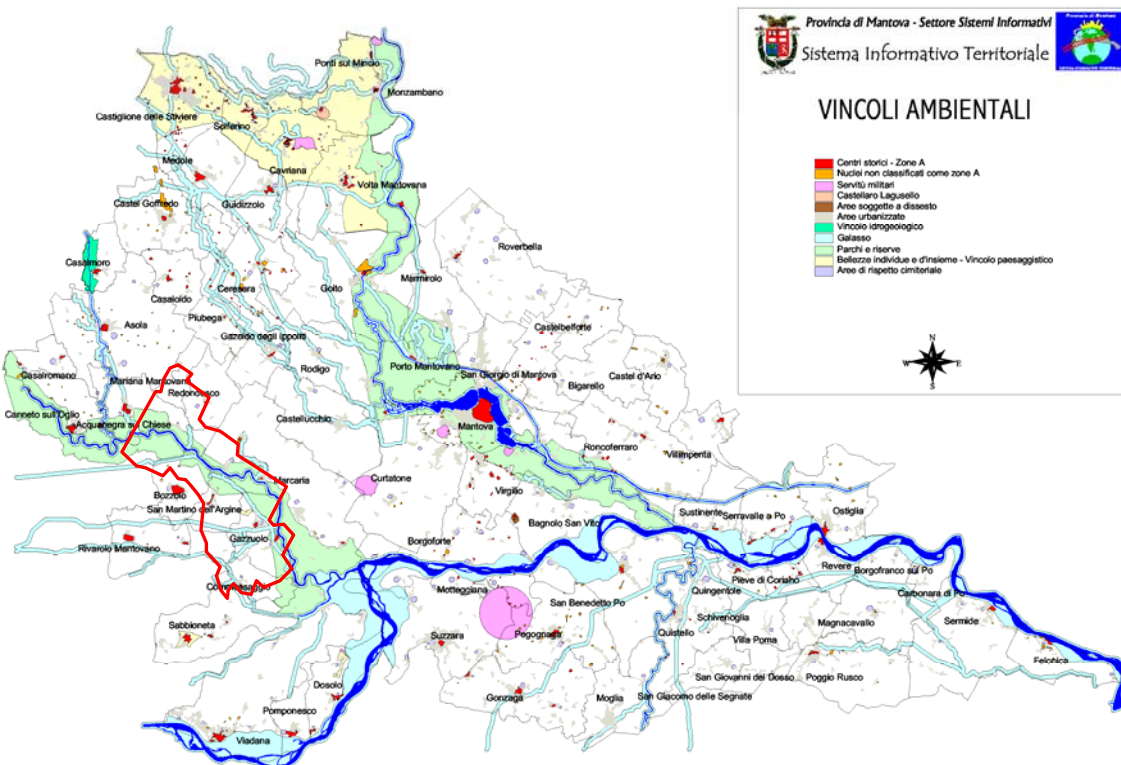 Provincia di Mantova - Settore Sistemi Informativi
Sistema Informativo Territoriale
Provincia di Mantova
VINCOLI AMBIENTALI
Centri storici - Zone A
Nuclei non classificati come zone A
Servitù militari
Castellaro Lagusello
Aree soggette a dissesto
Aree urbanizzate
Vincolo idrogeologico
Galasso
Parchi e riserve
Bellezze individue e d'insieme - Vincolo paesaggistico
Aree di rispetto cimiteriale
N
W
E
S
Ponti sul Mincio
Monzambano
Castiglione delle Stiviere
Solferino
Medole
Cavriana
Volta Mantovana
Castel Goffredo
Guidizzolo
Roverbella
Casalmoro
Marmirolo
Ceresera
Goito
Casaloldo
Piubega
Asola
Gazoldo degli Ippoliti
Castelbelforte
Porto Mantovano
San Giorgio di Mantova
Rodigo
Casalromano
Mariana Mantovana
Redondesco
Bigarello
Castel d'Ario
Canneto sull'Oglio
Acquanegra sul Chiese
Castellucchio
Mantova
Roncoferraro
Villimpenta
Marcaria
Curtatone
Bozzolo
Virgilio
San Martino dell'Argine
Sustinente
Serravalle a Po
Ostiglia
Bagnolo San Vito
Gazzuolo
Borgoforte
Rivarolo Mantovano
Revere
Borgofranco sul Po
Pieve di Coriano
Motteggiana
Quingentole
Carbonara di Po
San Benedetto Po
Schivenoglia
Magnacavallo
Sermide
Sabbioneta
Suzzara
Pegognaga
Quistello
Villa Poma
Felonica
San Giovanni del Dosso
Poggio Rusco
Dosolo
Gonzaga
Moglia
San Giacomo delle Segnate
Pomponesco
Viadana